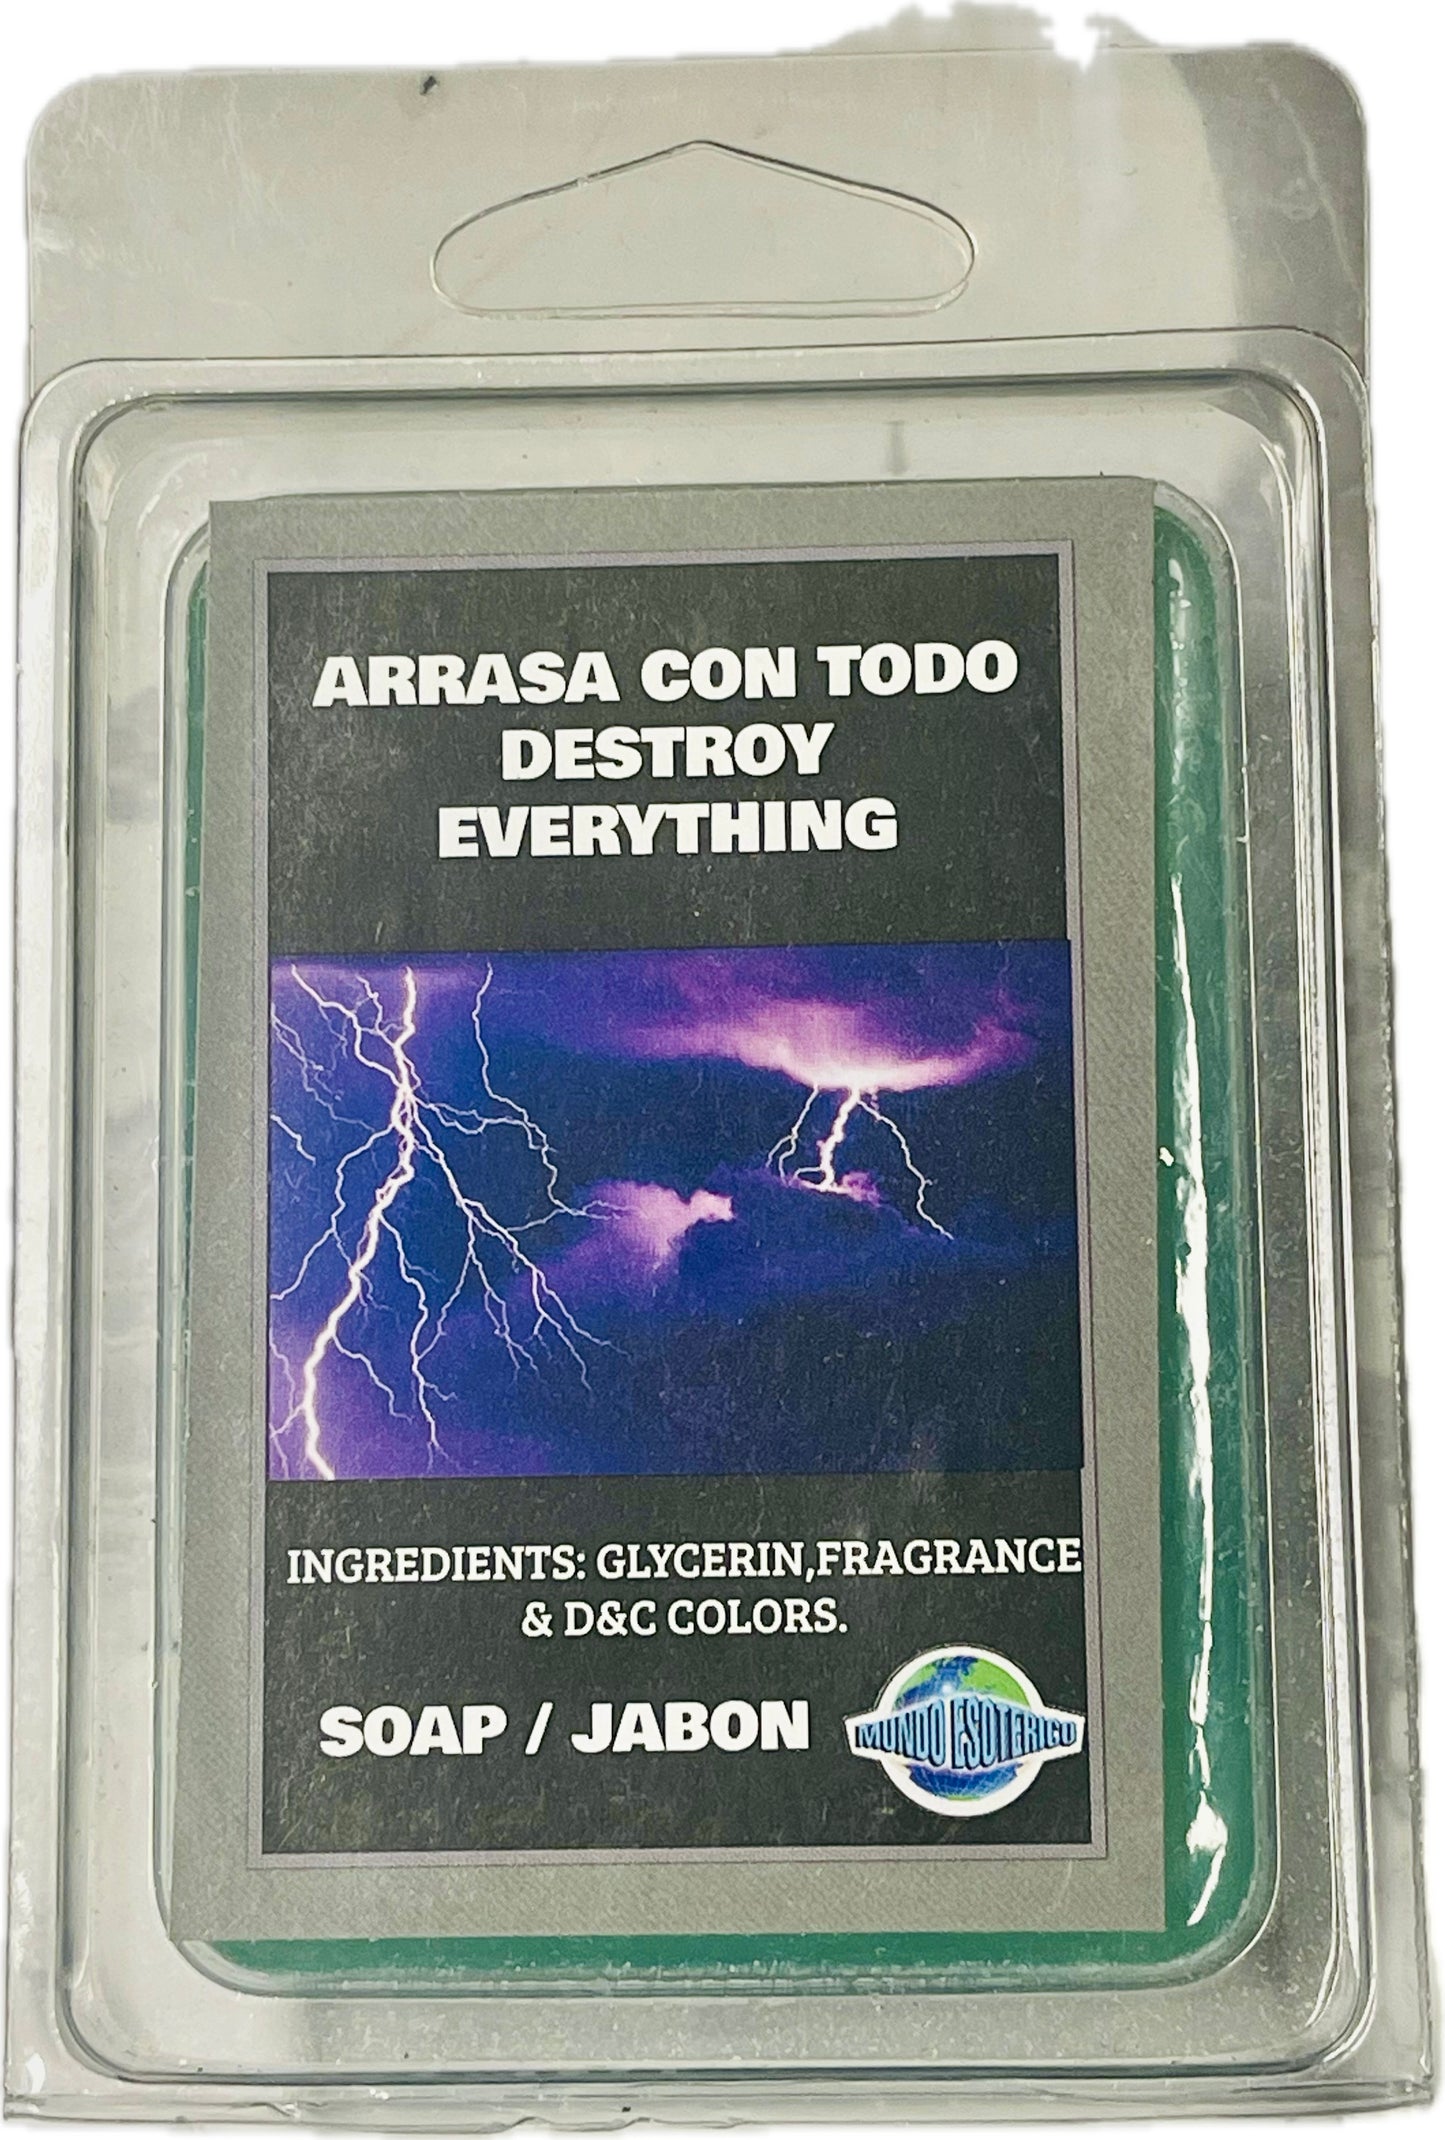 ARRASA CON TODO
DESTROY
EVERYTHING
INGREDIENTS: GLYCERIN,FRAGRANCE
& D&C COLORS.
SOAP / JABON
MUNDO ESOTERICO